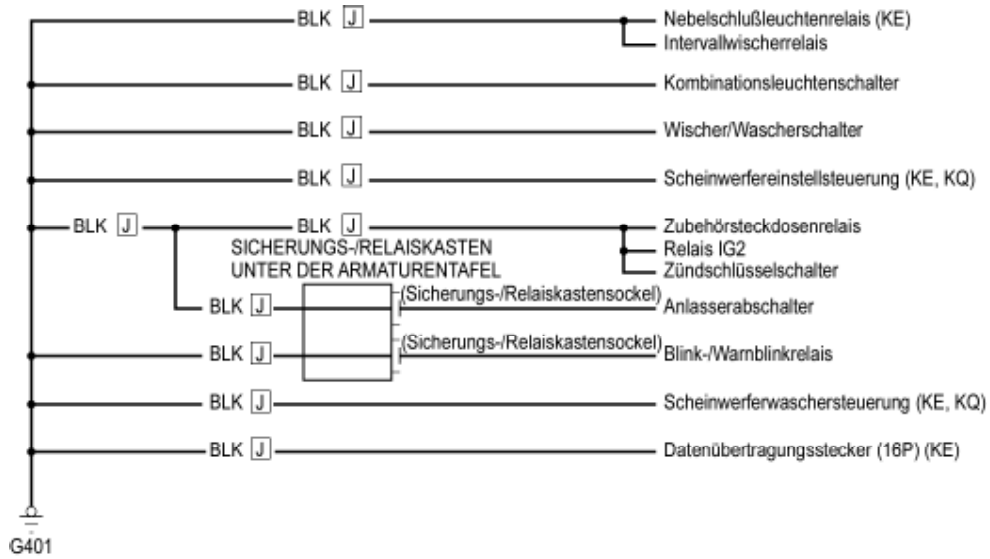 BLK J Nebelschlußleuchtenrelais (KE)
Intervallwischerrelais
BLK J Kombinationsleuchtenschalter
BLK J Wischer/Wascherschalter
BLK J Scheinwerfereinstellsteuerung (KE, KQ)
BLK J BLK J Zubehörsteckdosenrelais
SICHERUNGS-/RELAISKASTEN Relais IG2
UNTER DER ARMATURENTAFEL Zündschlüsselschalter
BLK J (Sicherungs-/Relaiskastensockel) Anlasserabschalter
BLK J (Sicherungs-/Relaiskastensockel) Blink-/Warnblinkrelais
BLK J Scheinwerferwaschersteuerung (KE, KQ)
BLK J Datenübertragungsstecker (16P) (KE)
G401